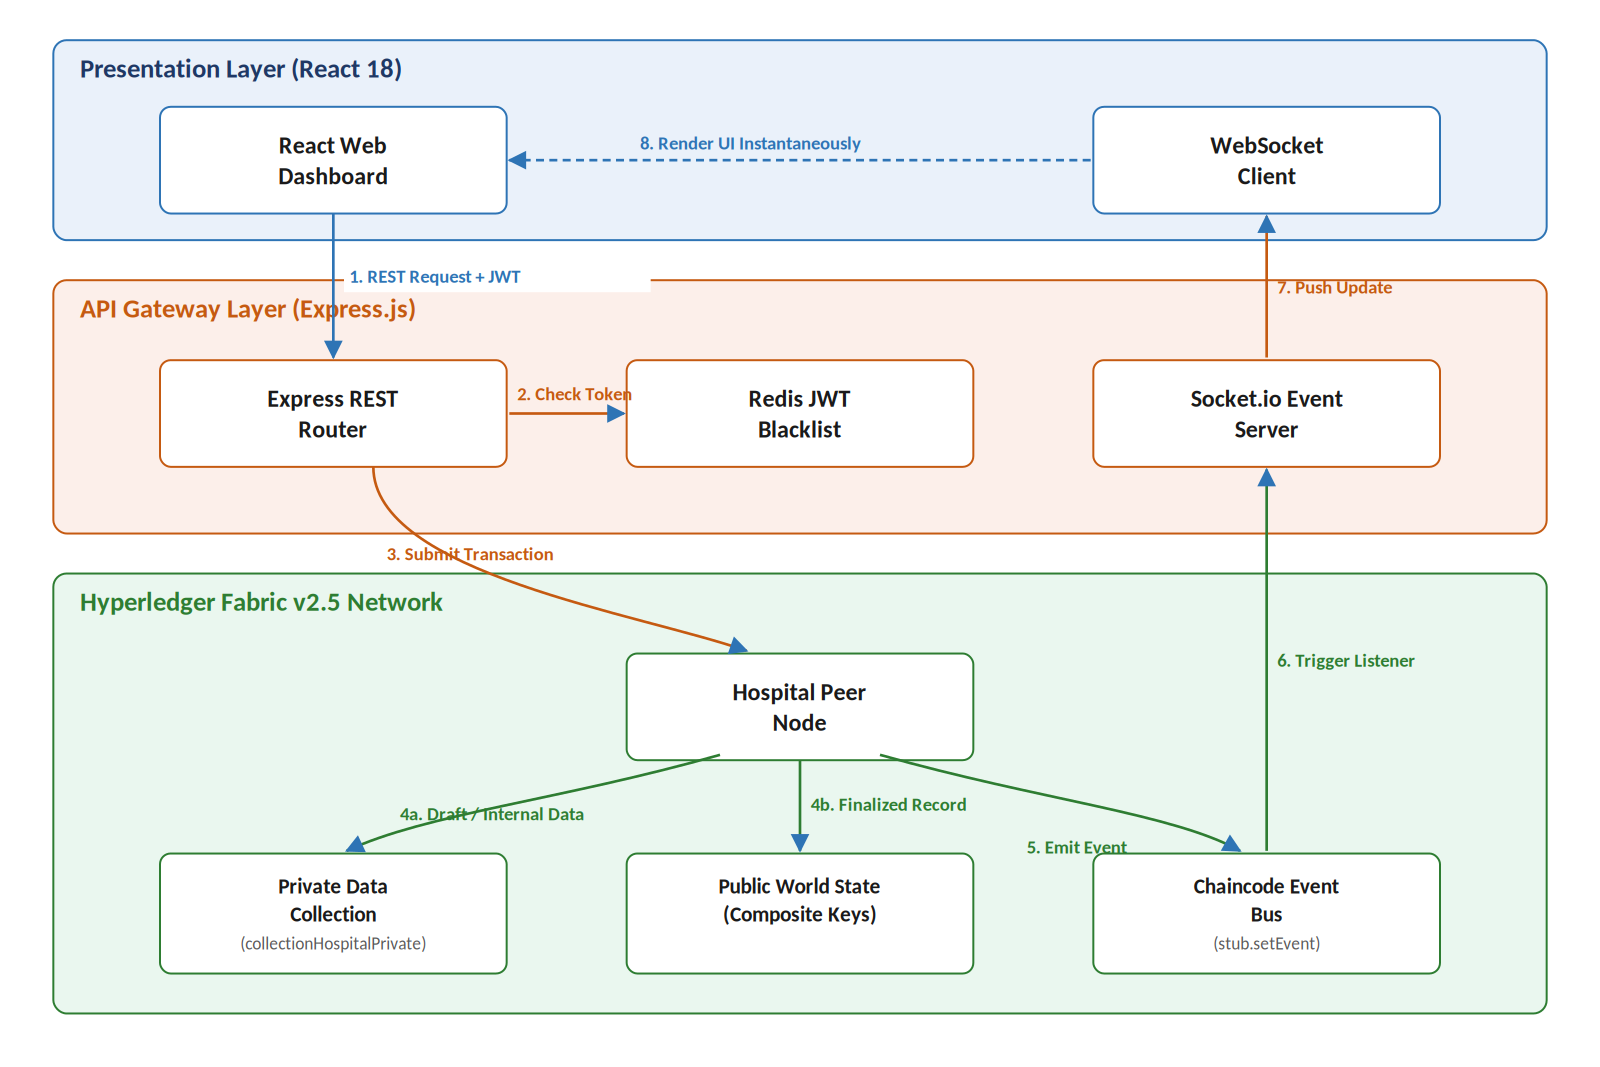 Presentation Layer (React 18)
React Web
Dashboard
8. Render UI Instantaneously
WebSocket
Client
1. REST Request + JWT
7. Push Update
API Gateway Layer (Express.js)
Express REST
Router
2. Check Token
Redis JWT
Blacklist
Socket.io Event
Server
3. Submit Transaction
Hyperledger Fabric v2.5 Network
6. Trigger Listener
Hospital Peer
Node
4a. Draft / Internal Data
4b. Finalized Record
5. Emit Event
Private Data
Collection
(collectionHospitalPrivate)
Public World State
(Composite Keys)
Chaincode Event
Bus
(stub.setEvent)